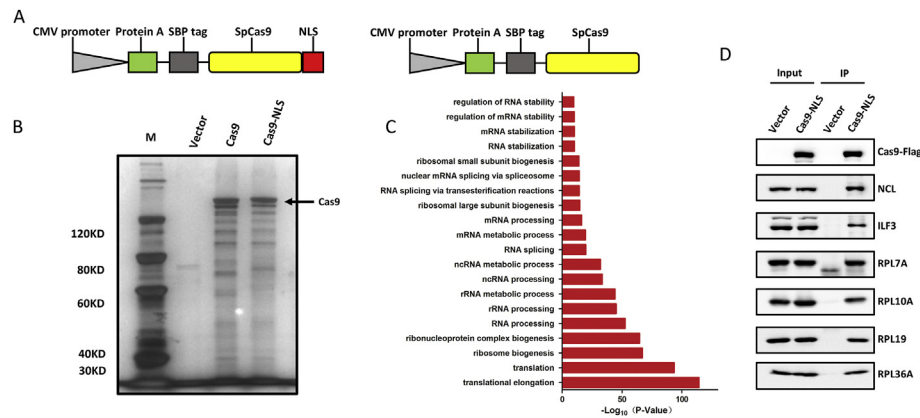 A
CMV promoter Protein A SBP tag SpCas9 NLS
CMV promoter Protein A SBP tag SpCas9
B
M Vector Cas9 Cas9-NLS
Cas9
120KD
80KD
60KD
40KD
30KD
C
regulation of RNA stability
regulation of mRNA stability
mRNA stabilization
RNA stabilization
ribosomal small subunit biogenesis
nuclear mRNA splicing via spliceosome
RNA splicing via transesterification reactions
ribosomal large subunit biogenesis
mRNA processing
mRNA metabolic process
RNA splicing
ncRNA metabolic process
ncRNA processing
rRNA metabolic process
rRNA processing
RNA processing
ribonucleoprotein complex biogenesis
ribosome biogenesis
translation
translational elongation
0 50 100
-Log10 (P-Value)
D
Input IP
Vector Cas9-NLS Vector Cas9-NLS
Cas9-Flag
NCL
ILF3
RPL7A
RPL10A
RPL19
RPL36A